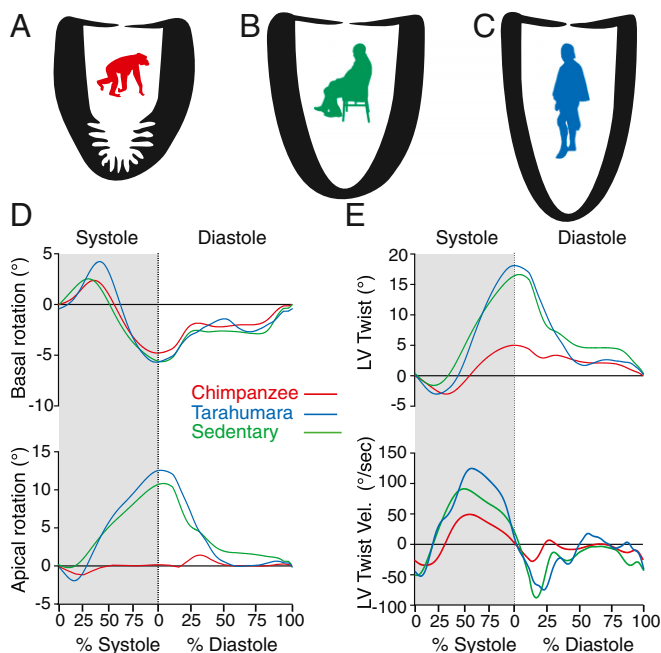 A
B
C
D
Systole
Diastole
Basal rotation (°)
5
0
-5
-10
Chimpanzee
Tarahumara
Sedentary
Apical rotation (°)
15
10
5
0
-5
0 25 50 75 0 25 50 75 100
% Systole
% Diastole
E
Systole
Diastole
LV Twist (°)
20
15
10
5
0
-5
LV Twist Vel. (°/sec)
150
100
50
0
-50
-100
0 25 50 75 0 25 50 75 100
% Systole
% Diastole